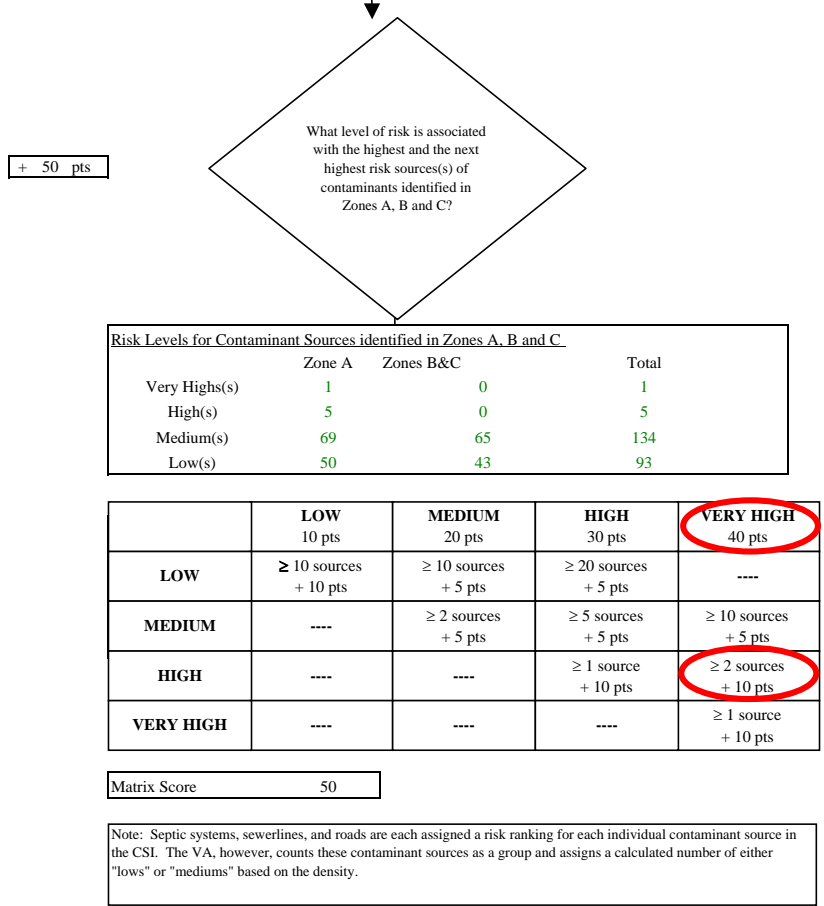 What level of risk is associated
with the highest and the next
highest risk sources(s) of
contaminants identified in
Zones A, B and C?
+ 50 pts
Risk Levels for Contaminant Sources identified in Zones A, B and C
Zone A Zones B&C Total
Very Highs(s) 1 0 1
High(s) 5 0 5
Medium(s) 69 65 134
Low(s) 50 43 93
LOW MEDIUM HIGH VERY HIGH
10 pts 20 pts 30 pts 40 pts
LOW ≥ 10 sources ≥ 10 sources ≥ 20 sources ----
+ 10 pts + 5 pts + 5 pts
MEDIUM ---- ≥ 2 sources ≥ 5 sources ≥ 10 sources
+ 5 pts + 5 pts + 5 pts
HIGH ---- ---- ≥ 1 source ≥ 2 sources
+ 10 pts + 10 pts
VERY HIGH ---- ---- ---- ≥ 1 source
+ 10 pts
Matrix Score 50
Note: Septic systems, sewerlines, and roads are each assigned a risk ranking for each individual contaminant source in
the CSI. The VA, however, counts these contaminant sources as a group and assigns a calculated number of either
"lows" or "mediums" based on the density.